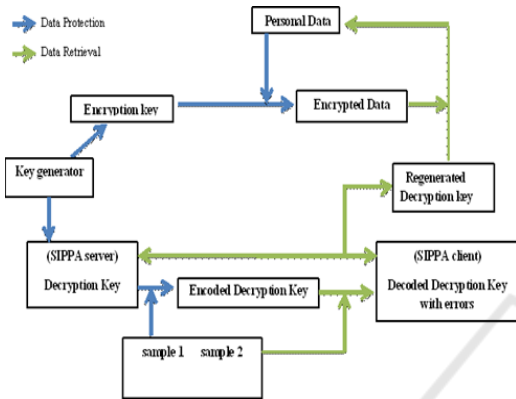 Data Protection
Data Retrieval
Personal Data
Encryption key
Encrypted Data
Key generator
Regenerated
Decryption key
(SIPPA server)
Decryption Key
Encoded Decryption Key
(SIPPA client)
Decoded Decryption Key
with errors
sample 1 sample 2